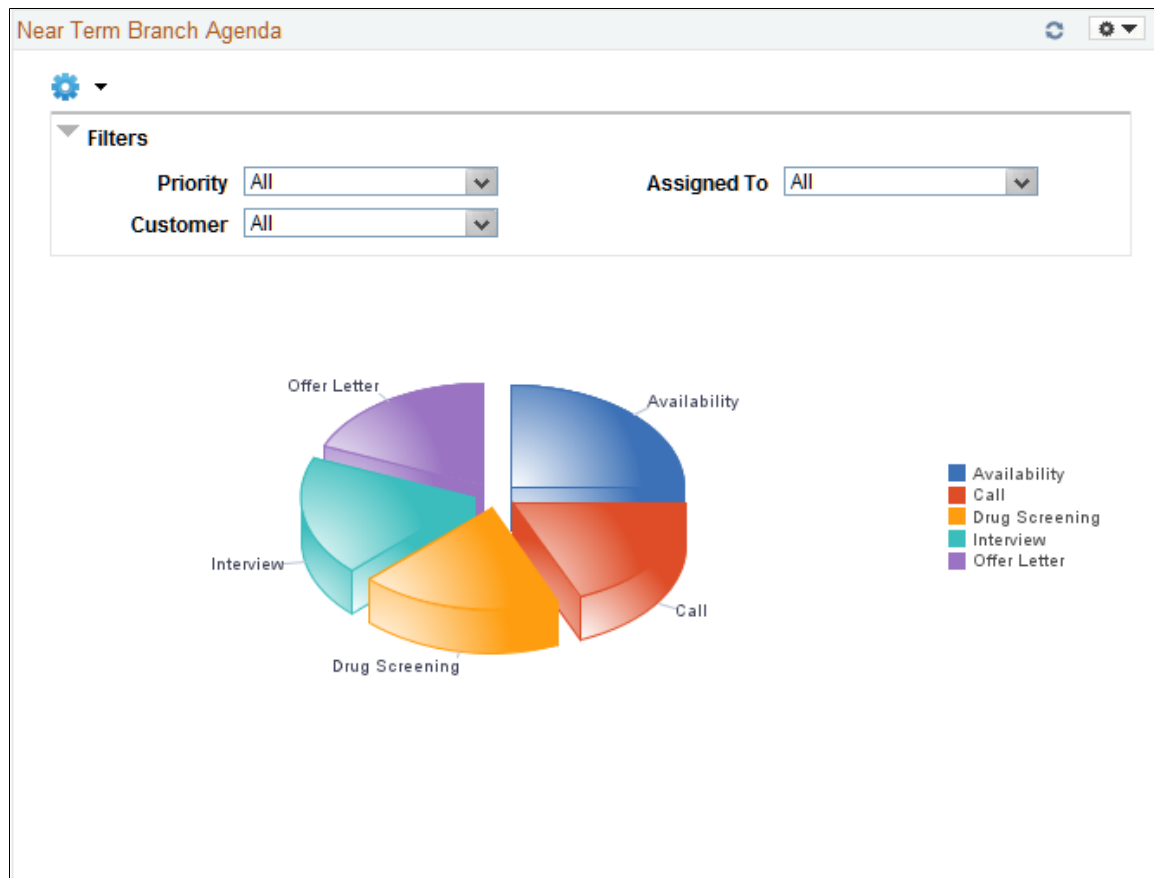 Near Term Branch Agenda
Filters
Priority All Assigned To All
Customer All
Offer Letter
Availability
Availability
Call
Drug Screening
Interview
Offer Letter
Interview
Call
Drug Screening